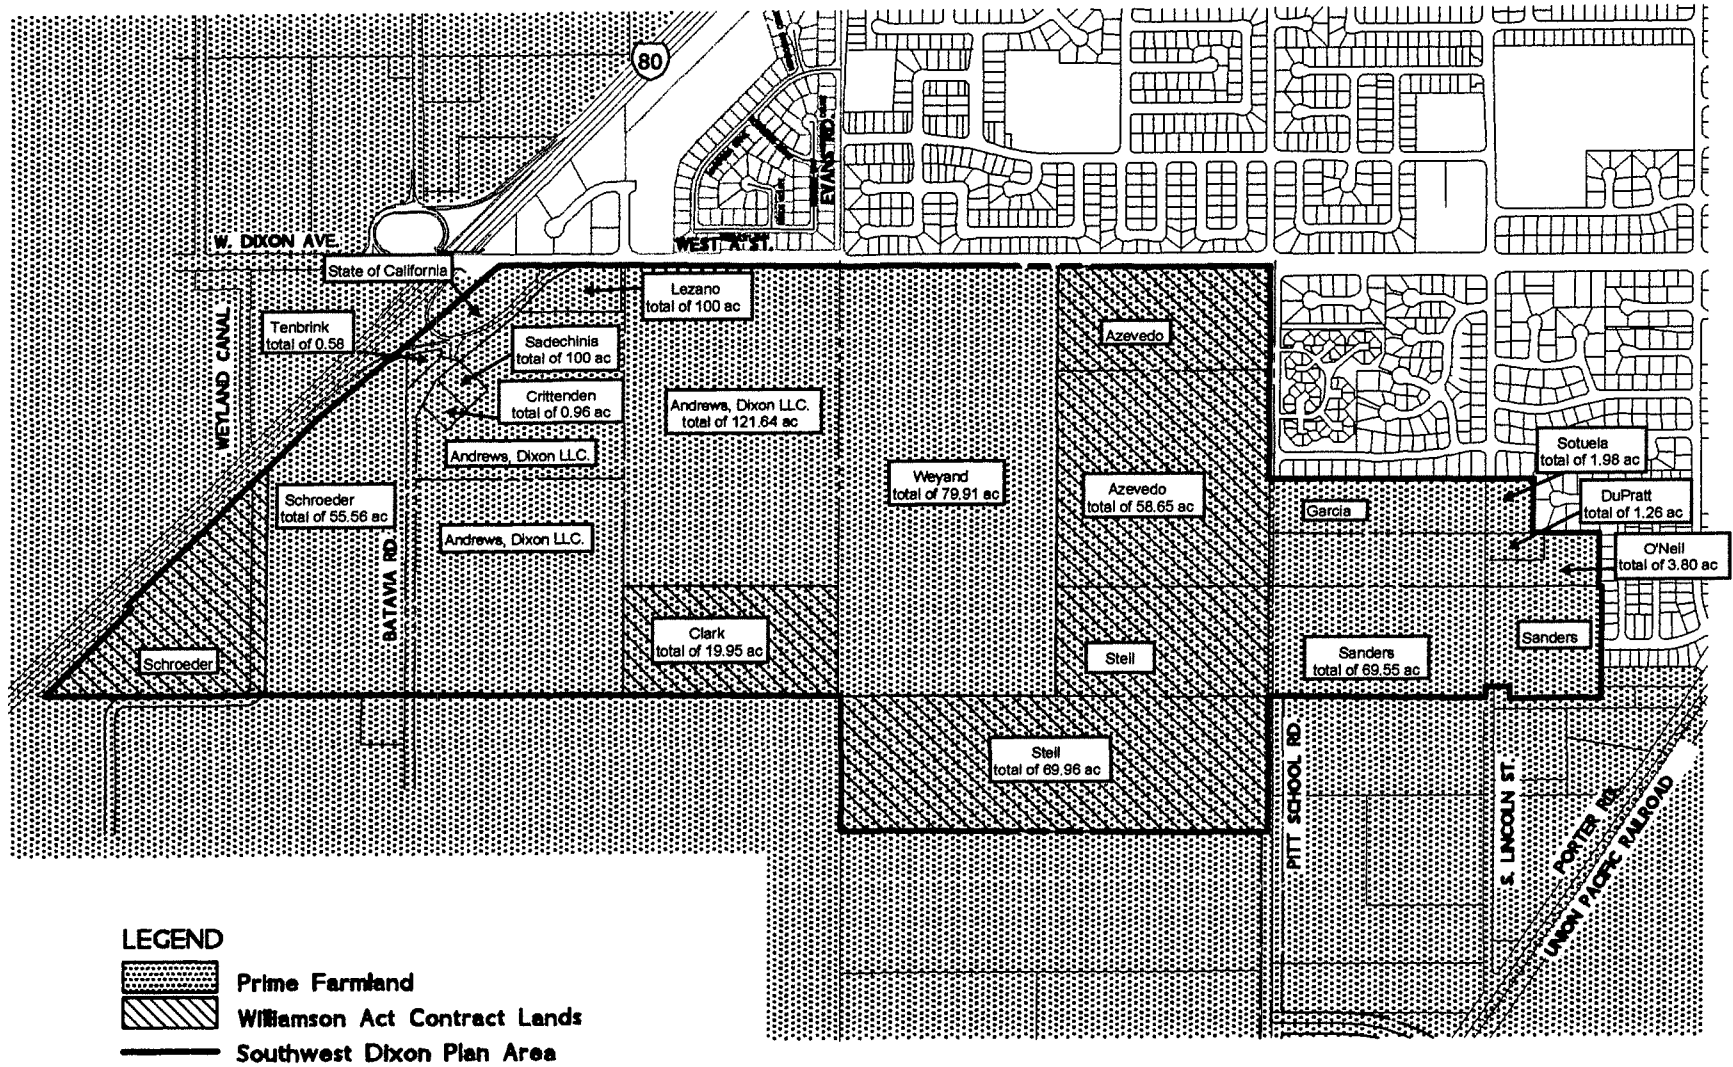 80
EVANS RD.
W. DIXON AVE.
WEST "A" ST.
State of California
Lezano
total of 100 ac
Tenbrink
total of 0.58
WEYLAND CANAL
Sadechinia
total of 100 ac
Azevedo
Crittenden
total of 0.96 ac
Andrews, Dixon LLC.
total of 121.64 ac
Andrews, Dixon LLC.
Sotuela
total of 1.98 ac
Weyand
total of 79.91 ac
Azevedo
total of 58.65 ac
Schroeder
total of 55.56 ac
Garcia
DuPratt
total of 1.26 ac
Andrews, Dixon LLC.
BATAVIA RD.
O'Neil
total of 3.80 ac
Clark
total of 19.95 ac
Schroeder
Steil
Sanders
total of 69.55 ac
Sanders
Steil
total of 69.96 ac
PITT SCHOOL RD
S. LINCOLN ST.
PORTER RD.
UNION PACIFIC RAILROAD
LEGEND
Prime Farmland
Williamson Act Contract Lands
Southwest Dixon Plan Area